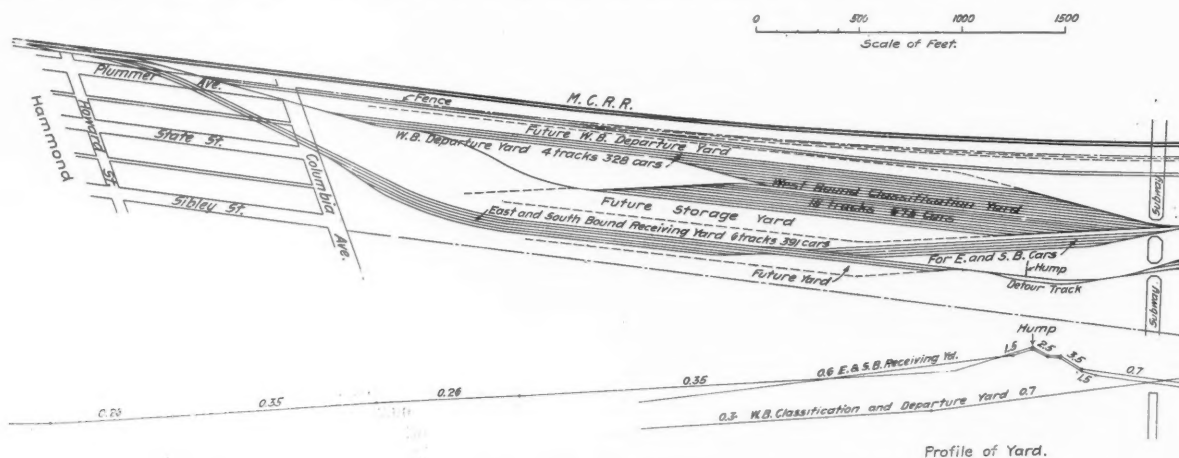 0 500 1000 1500
Scale of Feet.
Plummer Ave.
Hammond
Howard St.
State St.
Sibley St.
Columbia Ave.
Fence
M.C.R.R.
Future W.B. Departure Yard
W.B. Departure Yard 4 tracks 328 cars
West Bound Classification Yard
Cars
Future Storage Yard
East and South Bound Receiving Yard 6 tracks 391 cars
For E. and S.B. Cars
Future Yard
Hump
Detour Track
Subway
Subway
Hump
1.5 2.5 3.5
1.5 0.7
0.6 E.&S.B. Receiving Yd.
0.35
0.26
0.35
0.26
0.3 W.B. Classification and Departure Yard 0.7
Profile of Yard.